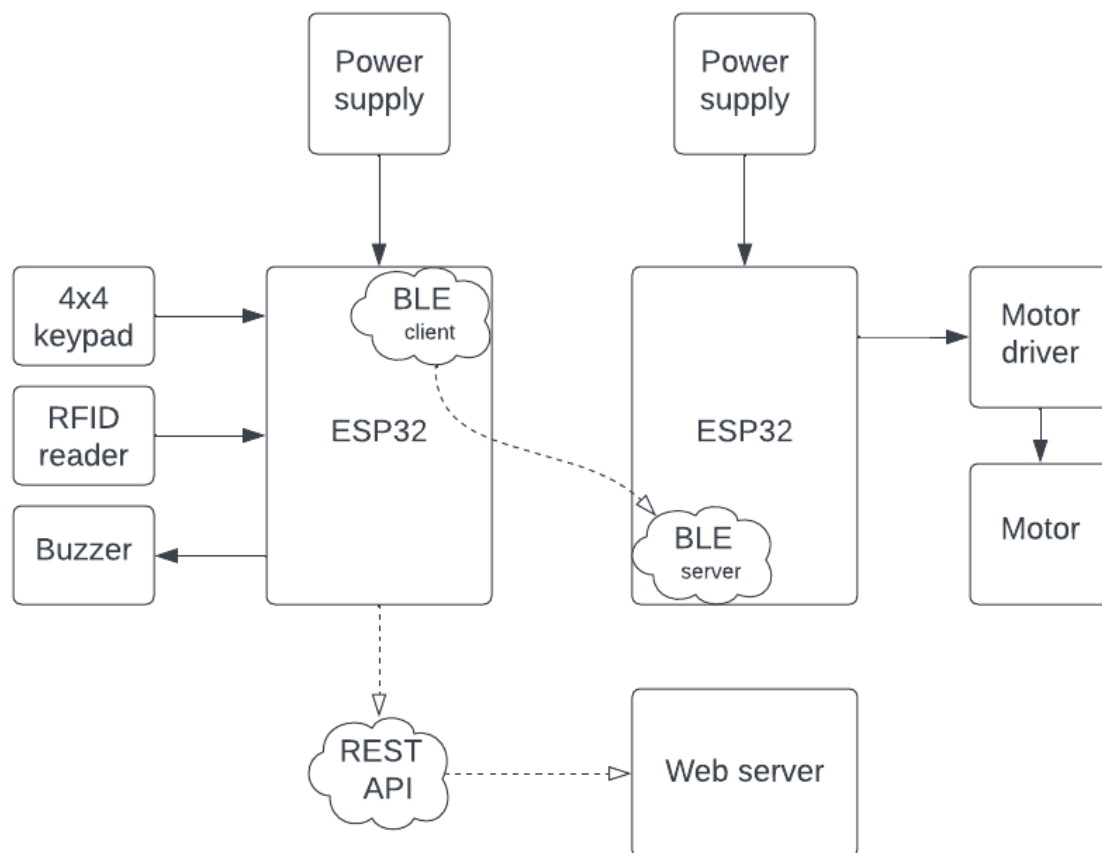 Power
supply
Power
supply
4x4
keypad
BLE
client
Motor
driver
RFID
reader
ESP32
ESP32
Buzzer
BLE
server
Motor
REST
API
Web server